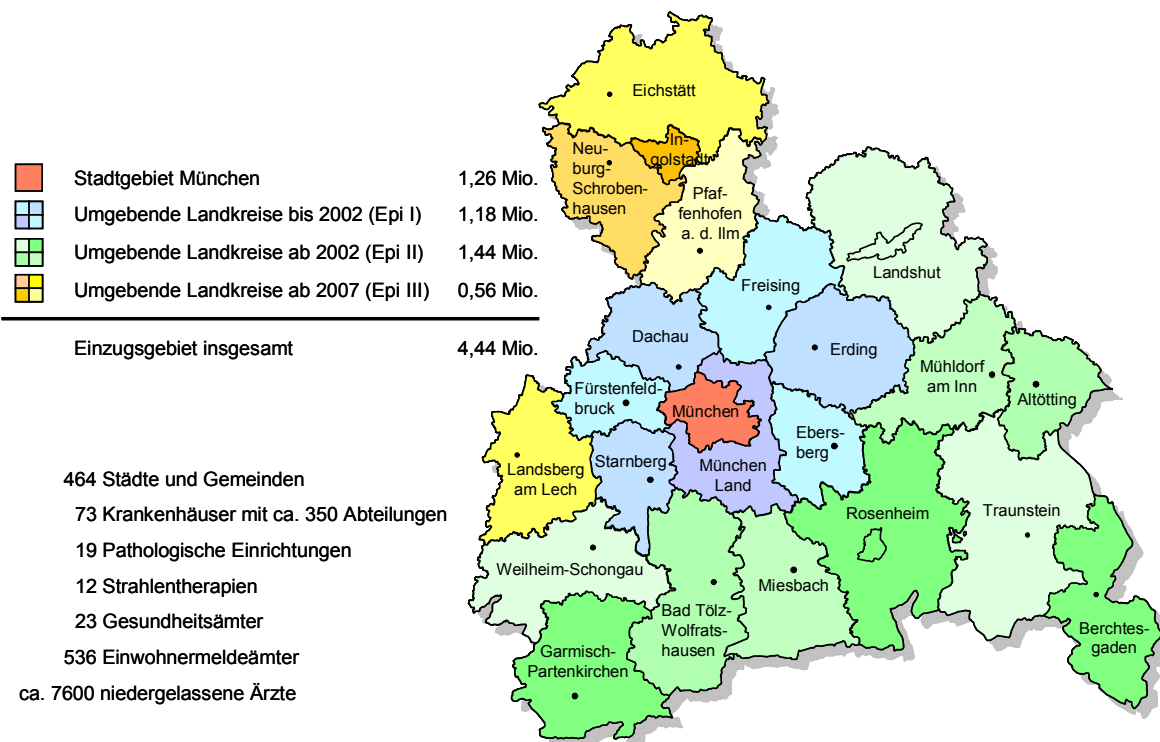 Stadtgebiet München 1,26 Mio.
Umgebende Landkreise bis 2002 (Epi I) 1,18 Mio.
Umgebende Landkreise ab 2002 (Epi II) 1,44 Mio.
Umgebende Landkreise ab 2007 (Epi III) 0,56 Mio.
Einzugsgebiet insgesamt 4,44 Mio.
464 Städte und Gemeinden
73 Krankenhäuser mit ca. 350 Abteilungen
19 Pathologische Einrichtungen
12 Strahlentherapien
23 Gesundheitsämter
536 Einwohnermeldeämter
ca. 7600 niedergelassene Ärzte
Eichstätt
In-
golstadt
Neu-
burg-
Schroben-
hausen
Pfaf-
fenhofen
a. d. Ilm
Landshut
Freising
Dachau
Erding
Mühldorf
am Inn
Altötting
Fürstenfeld-
bruck
München
Ebers-
berg
Landsberg
am Lech
Starnberg
München
Land
Rosenheim
Traunstein
Weilheim-Schongau
Miesbach
Bad Tölz-
Wolfrats-
hausen
Garmisch-
Partenkirchen
Berchtes-
gaden